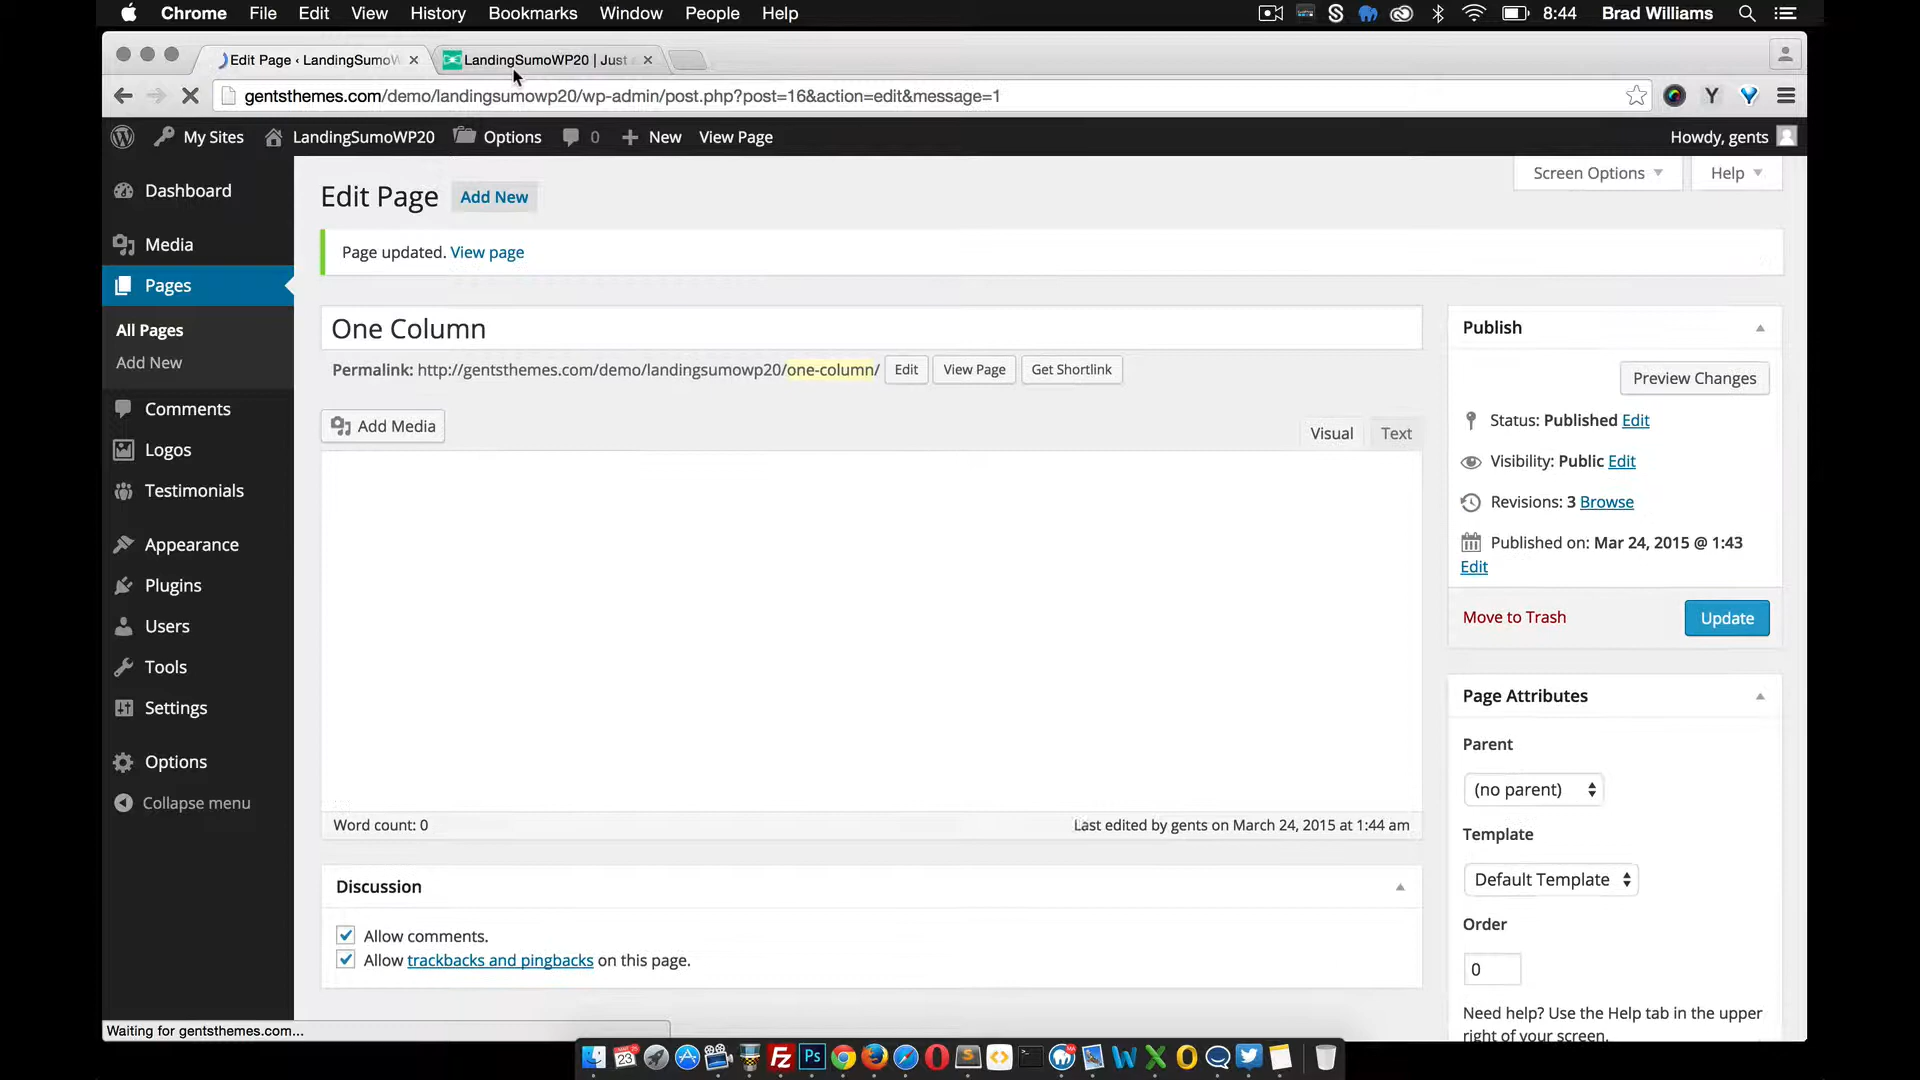 Chrome File Edit View History Bookmarks Window People Help 8:44 Brad Williams
Edit Page ‹ LandingSumoW LandingSumoWP20 | Just
gentsthemes.com/demo/landingsumowp20/wp-admin/post.php?post=16&action=edit&message=1
My Sites LandingSumoWP20 Options 0 New View Page Howdy, gents
Screen Options Help
Dashboard
Media
Pages
All Pages
Add New
Comments
Logos
Testimonials
Appearance
Plugins
Users
Tools
Settings
Options
Collapse menu
Edit Page Add New
Page updated. View page
One Column
Permalink: http://gentsthemes.com/demo/landingsumowp20/one-column/ Edit View Page Get Shortlink
Add Media
Visual Text
Word count: 0 Last edited by gents on March 24, 2015 at 1:44 am
Discussion
Allow comments.
Allow trackbacks and pingbacks on this page.
Publish
Preview Changes
Status: Published Edit
Visibility: Public Edit
Revisions: 3 Browse
Published on: Mar 24, 2015 @ 1:43
Edit
Move to Trash Update
Page Attributes
Parent
(no parent)
Template
Default Template
Order
0
Need help? Use the Help tab in the upper
right of your screen.
Waiting for gentsthemes.com...
23
Fz Ps